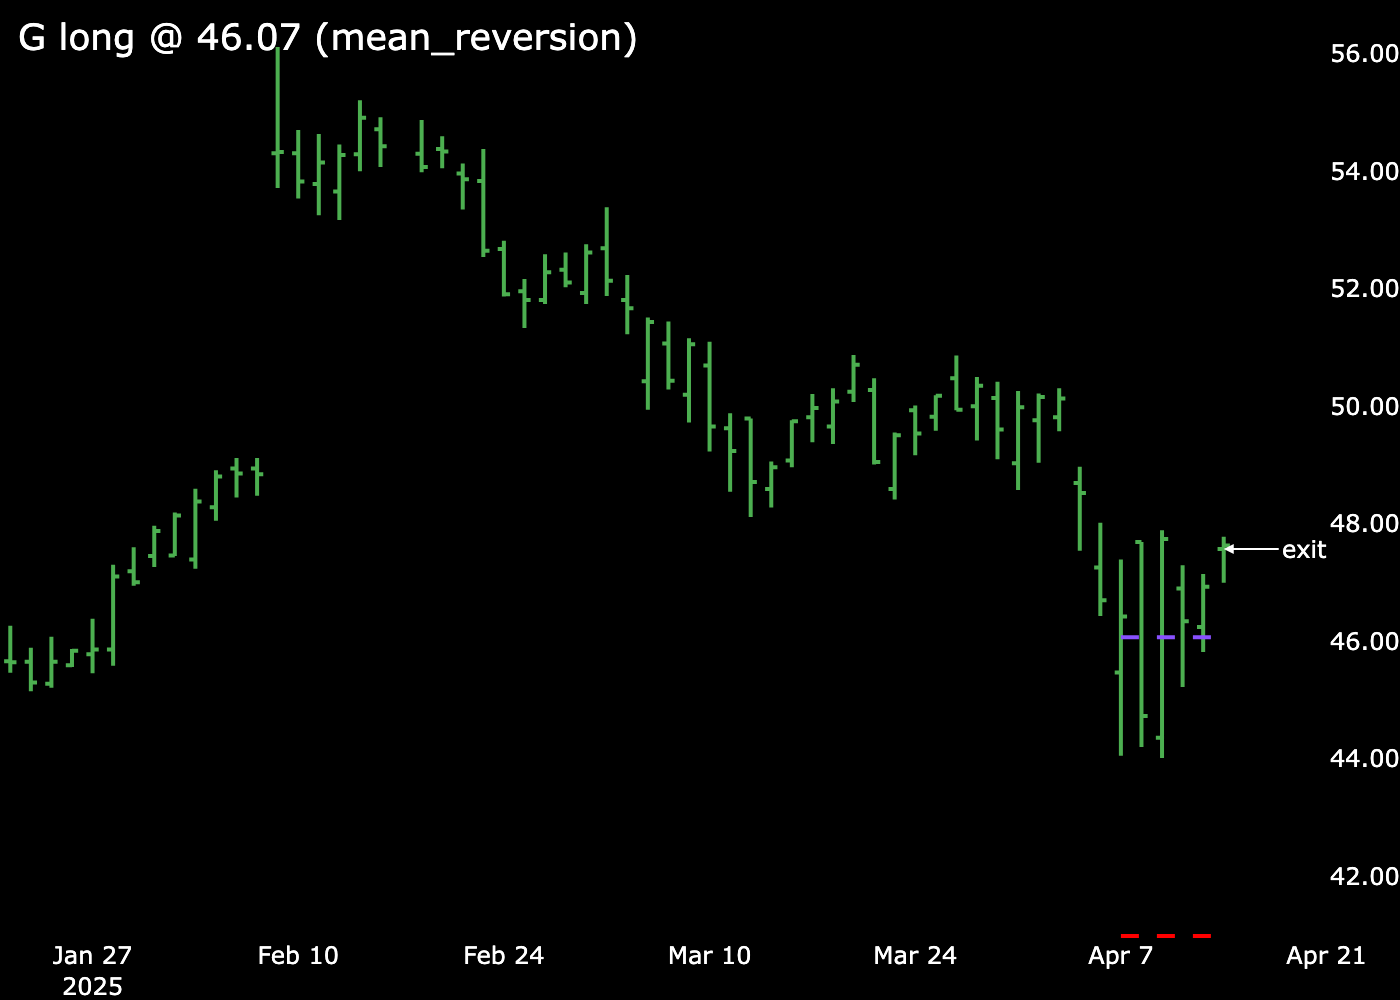 G long @ 46.07 (mean_reversion)
56.00
54.00
52.00
50.00
48.00
exit
46.00
44.00
42.00
Jan 27
2025
Feb 10
Feb 24
Mar 10
Mar 24
Apr 7
Apr 21